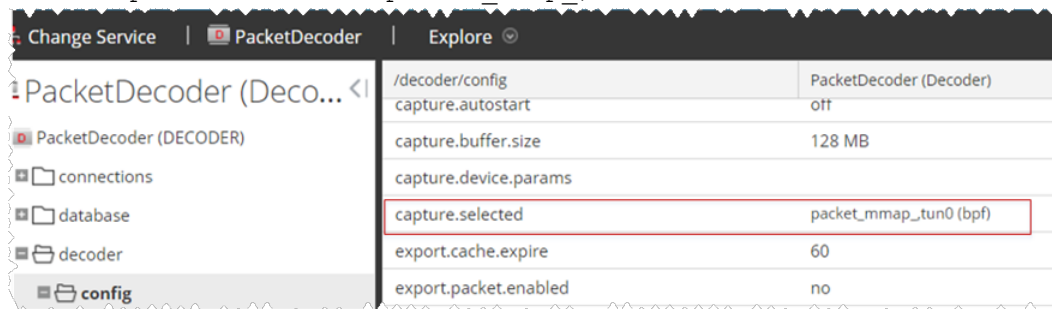 Change Service | D PacketDecoder | Explore
PacketDecoder (Deco...
D PacketDecoder (DECODER)
connections
database
decoder
config
/decoder/config PacketDecoder (Decoder)
capture.autostart off
capture.buffer.size 128 MB
capture.device.params
capture.selected packet_mmap_,tun0 (bpf)
export.cache.expire 60
export.packet.enabled no